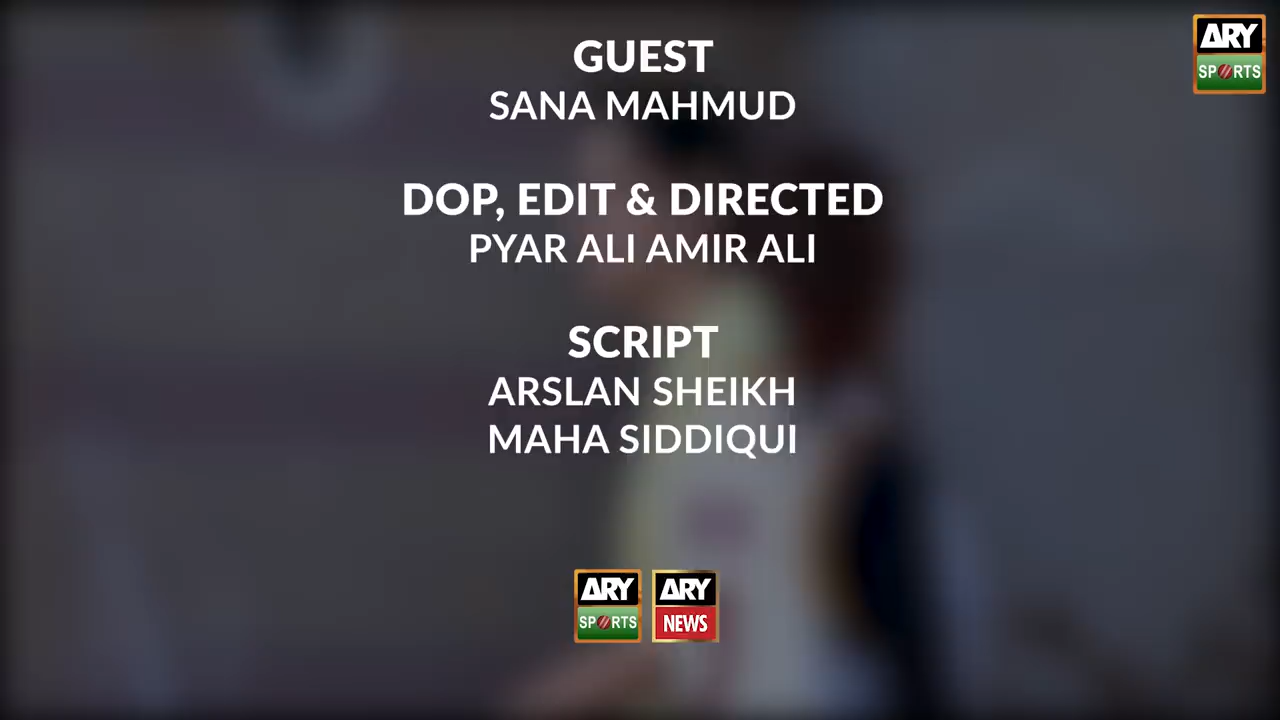 GUEST
SANA MAHMUD
DOP, EDIT & DIRECTED
PYAR ALI AMIR ALI
SCRIPT
ARSLAN SHEIKH
MAHA SIDDIQUI
ARY
SPORTS
ARY
SPORTS
ARY
NEWS